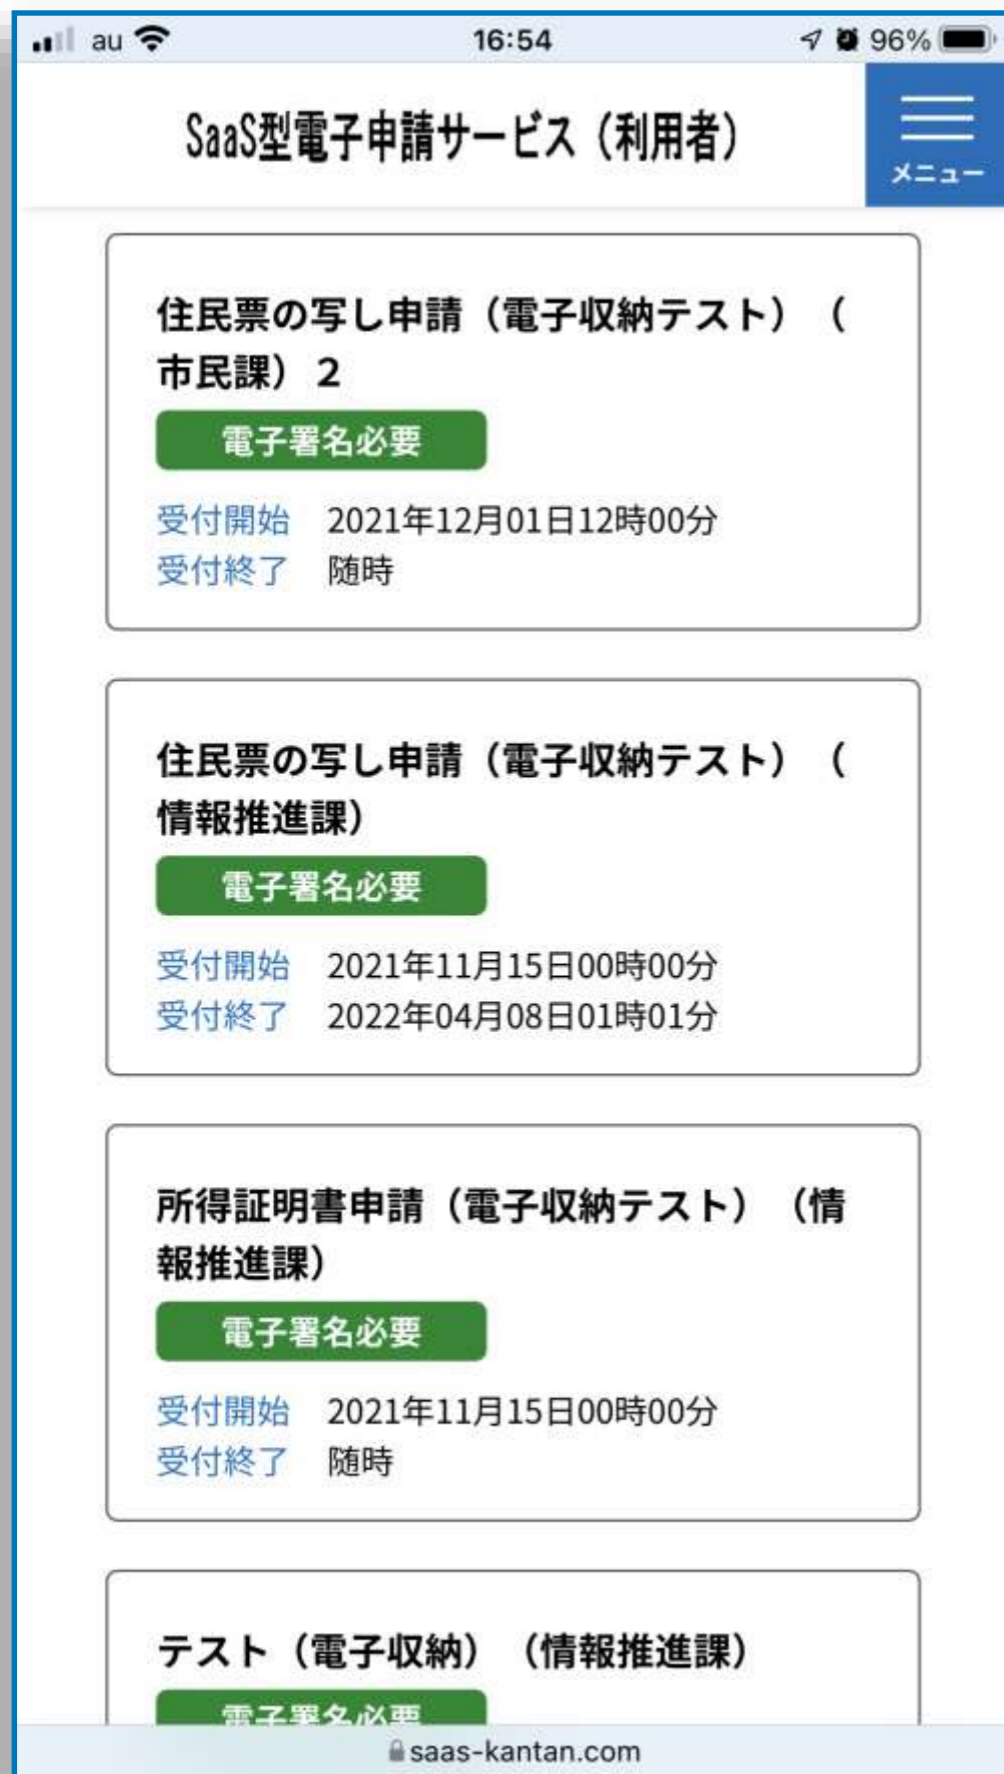 au 16:54 96%
SaaS型電子申請サービス（利用者）
メニュー
住民票の写し申請（電子収納テスト）（
市民課）２
電子署名必要
受付開始 2021年12月01日12時00分
受付終了 随時
住民票の写し申請（電子収納テスト）（
情報推進課）
電子署名必要
受付開始 2021年11月15日00時00分
受付終了 2022年04月08日01時01分
所得証明書申請（電子収納テスト）（情
報推進課）
電子署名必要
受付開始 2021年11月15日00時00分
受付終了 随時
テスト（電子収納）（情報推進課）
電子署名必要
saas-kantan.com